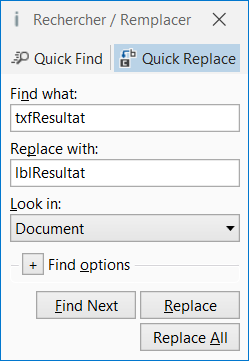 Rechercher / Remplacer
Quick Find
Quick Replace
Find what:
txfResultat
Replace with:
lblResultat
Look in:
Document
+ Find options
Find Next
Replace
Replace All